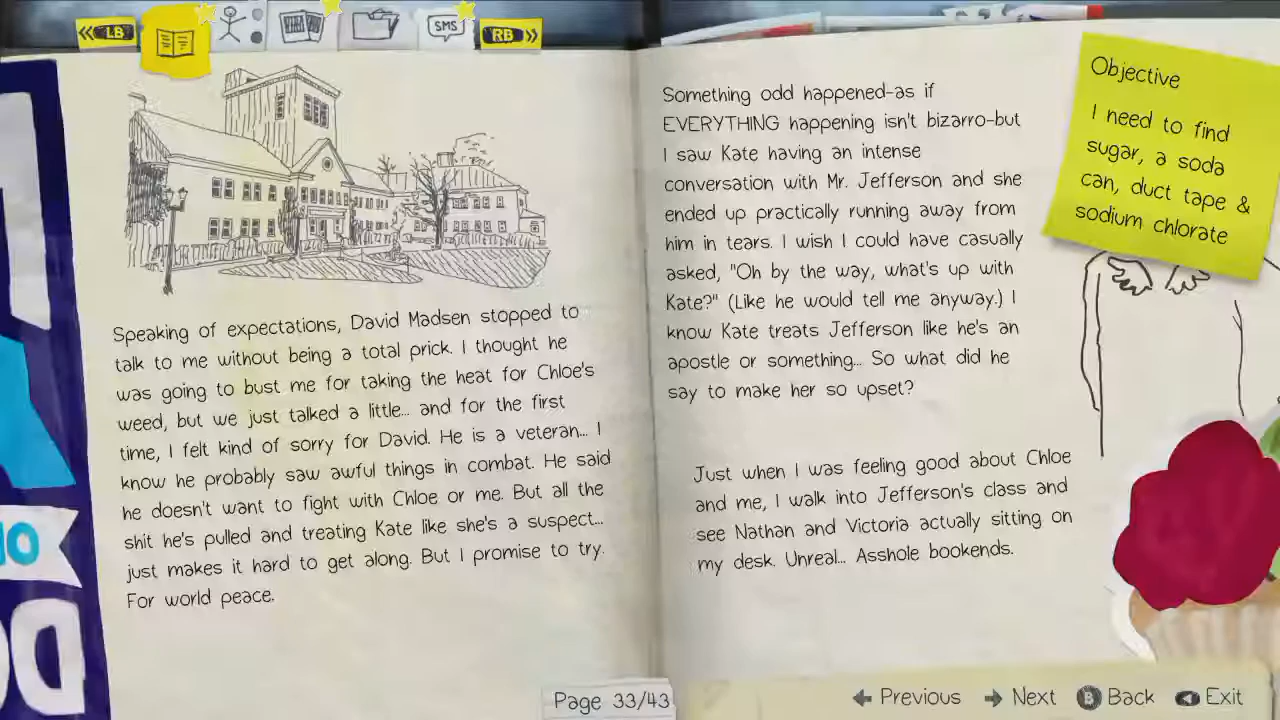 LB
SMS
RB
Speaking of expectations, David Madsen stopped to
talk to me without being a total prick. I thought he
was going to bust me for taking the heat for Chloe's
weed, but we just talked a little... and for the first
time, I felt kind of sorry for David. He is a veteran... I
know he probably saw awful things in combat. He said
he doesn't want to fight with Chloe or me. But all the
shit he's pulled and treating Kate like she's a suspect...
just makes it hard to get along. But I promise to try.
For world peace.
Something odd happened-as if
EVERYTHING happening isn't bizarro-but
I saw Kate having an intense
conversation with Mr. Jefferson and she
ended up practically running away from
him in tears. I wish I could have casually
asked, "Oh by the way, what's up with
Kate?" (Like he would tell me anyway.) I
know Kate treats Jefferson like he's an
apostle or something... So what did he
say to make her so upset?
Just when I was feeling good about Chloe
and me, I walk into Jefferson's class and
see Nathan and Victoria actually sitting on
my desk. Unreal... Asshole bookends.
Objective
I need to find
sugar, a soda
can, duct tape &
sodium chlorate
Page 33/43
Previous
Next
B Back
Exit